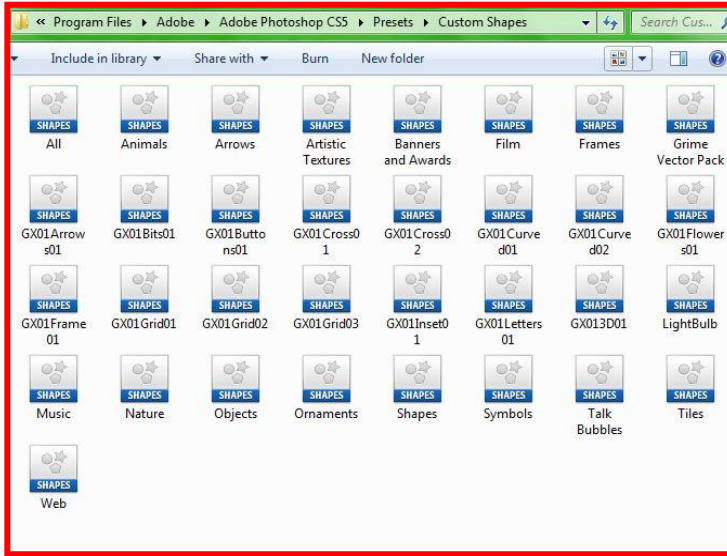 « Program Files ▸ Adobe ▸ Adobe Photoshop CS5 ▸ Presets ▸ Custom Shapes Search Cus...
Include in library Share with Burn New folder
SHAPES SHAPES SHAPES SHAPES SHAPES SHAPES SHAPES SHAPES
All Animals Arrows Artistic Banners Film Frames Grime
Textures and Awards Vector Pack
SHAPES SHAPES SHAPES SHAPES SHAPES SHAPES SHAPES SHAPES
GX01Arrow GX01Bits01 GX01Butto GX01Cross0 GX01Cross0 GX01Curve GX01Curve GX01Flower
s01 ns01 1 2 d01 d02 s01
SHAPES SHAPES SHAPES SHAPES SHAPES SHAPES SHAPES SHAPES
GX01Frame GX01Grid01 GX01Grid02 GX01Grid03 GX01Inset0 GX01Letters GX013D01 LightBulb
01 1 01
SHAPES SHAPES SHAPES SHAPES SHAPES SHAPES SHAPES SHAPES
Music Nature Objects Ornaments Shapes Symbols Talk Tiles
Bubbles
SHAPES
Web